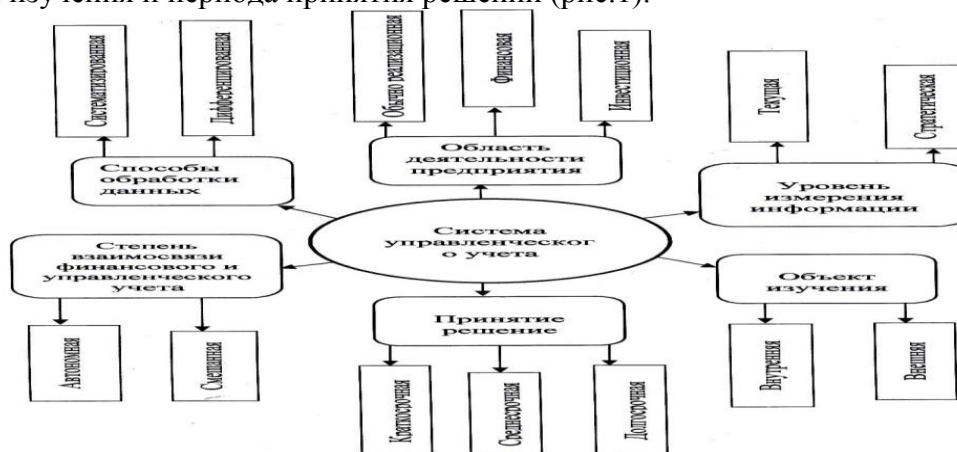 изучения и периода принятия решений (рис.1).
Систематизированная
Дифференцированная
Обычно реализационная
Финансовая
Инвестиционная
Текущая
Стратегическая
Способы
обработки
данных
Область
деятельности
предприятия
Уровень
измерения
информации
Система
управленческог
о учета
Степень
взаимосвязи
финансового и
управленческого
учета
Объект
изучения
Принятие
решение
Автономная
Смешанная
Краткосрочная
Среднесрочная
Долгосрочная
Внутренняя
Внешняя